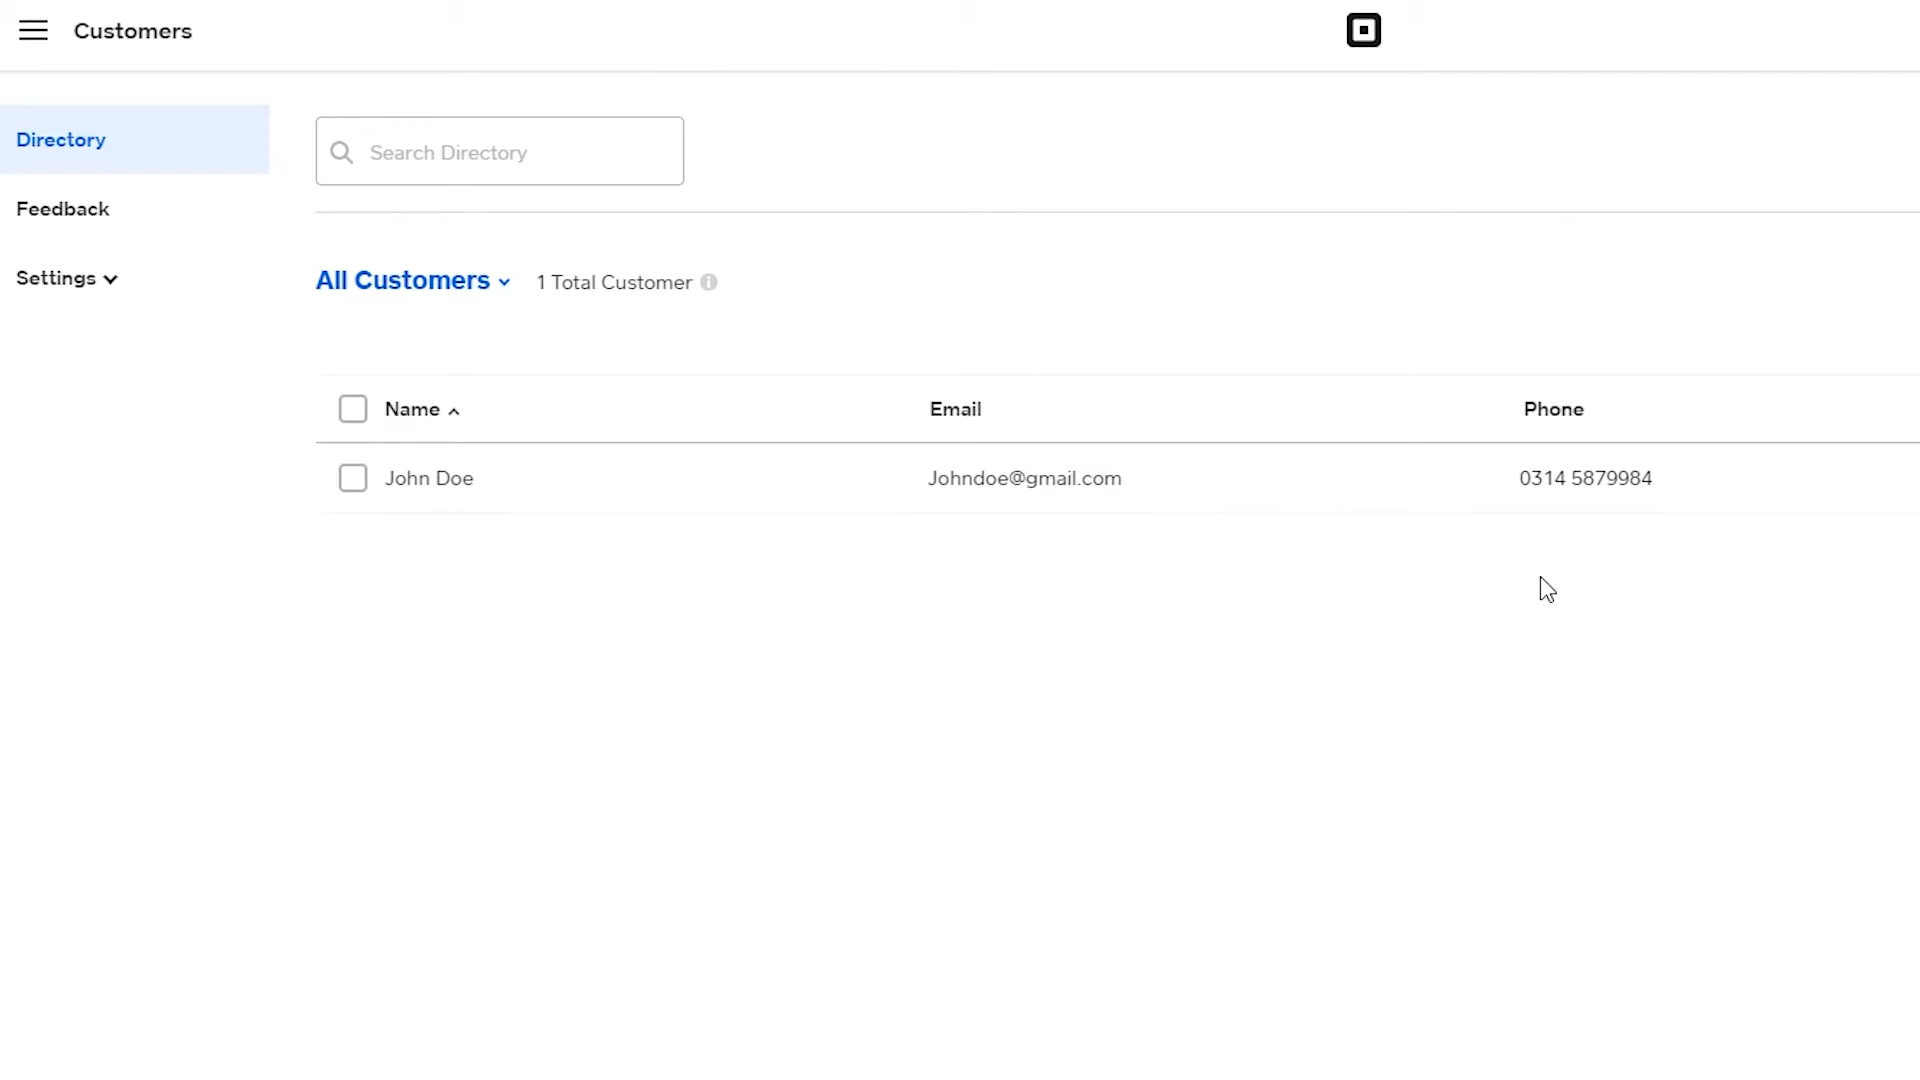 Customers
Directory
Feedback
Settings
Search Directory
All Customers 1 Total Customer
Name Email Phone
John Doe Johndoe@gmail.com 0314 5879984